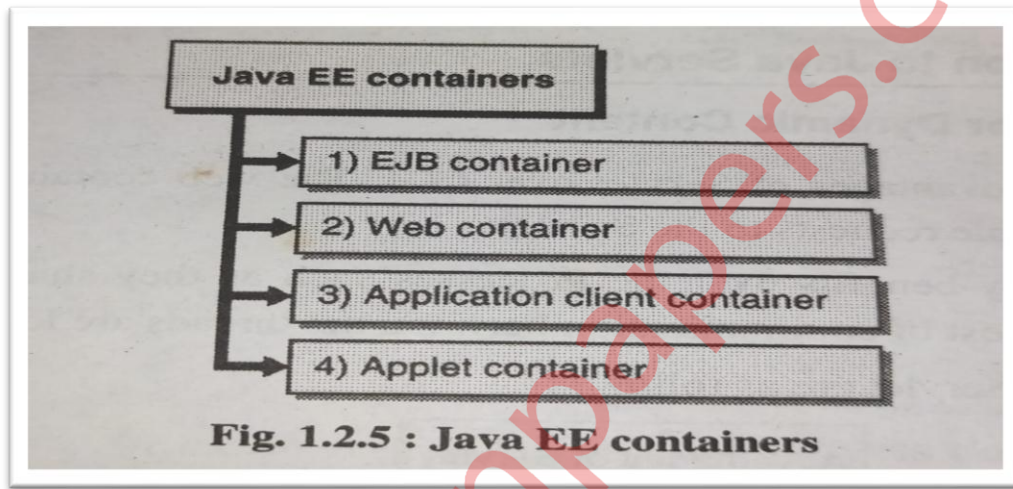 Java EE containers
1) EJB container
2) Web container
3) Application client container
4) Applet container
Fig. 1.2.5 : Java EE containers